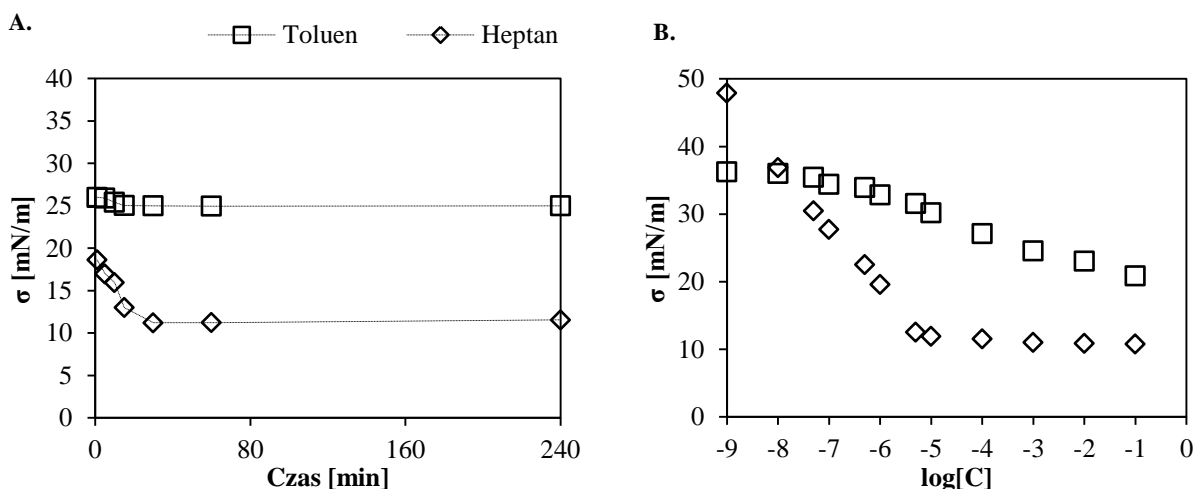 A.
Toluen Heptan
B.
σ [mN/m]
40
35
30
25
20
15
10
5
0
0 80 160 240
Czas [min]
σ [mN/m]
50
40
30
20
10
0
-9 -8 -7 -6 -5 -4 -3 -2 -1 0
log[C]